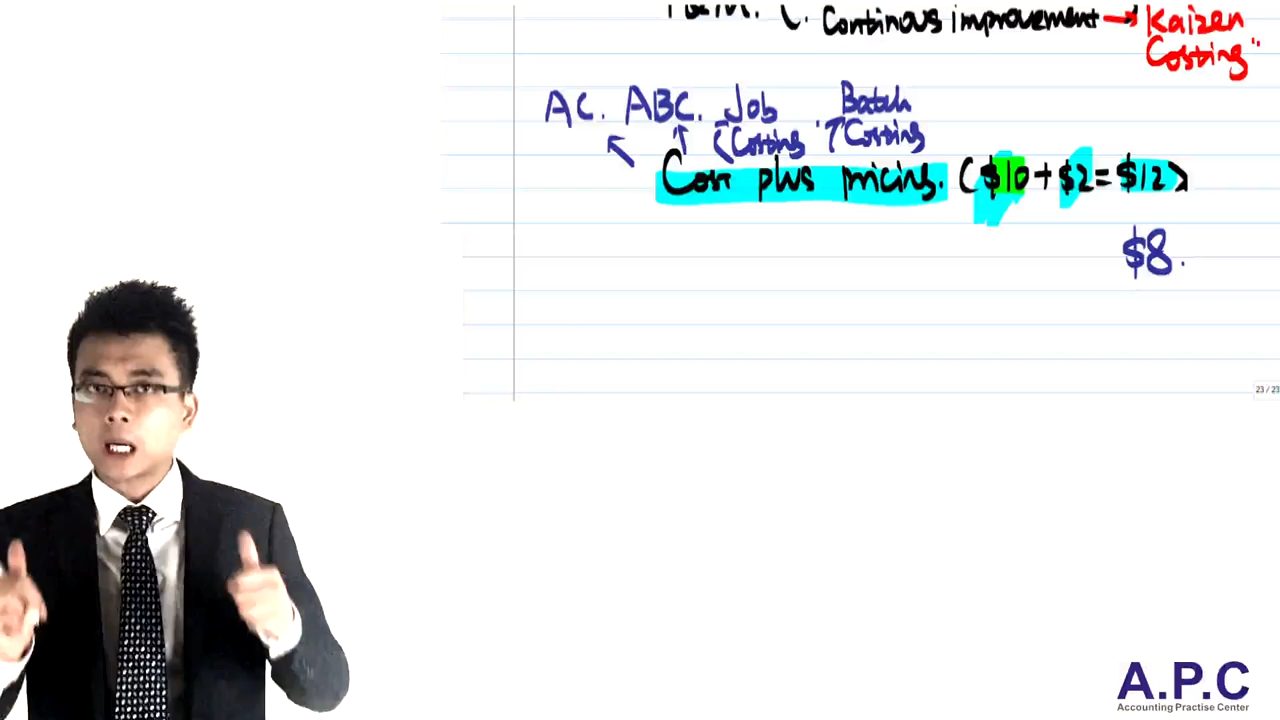 Continous improvement → Kaizen
Costing"
AC. ABC. Job Batch
Costing Costing
Cost plus pricing. ($10+$2=$12)
$8.
23 / 23
A.P.C
Accounting Practise Center